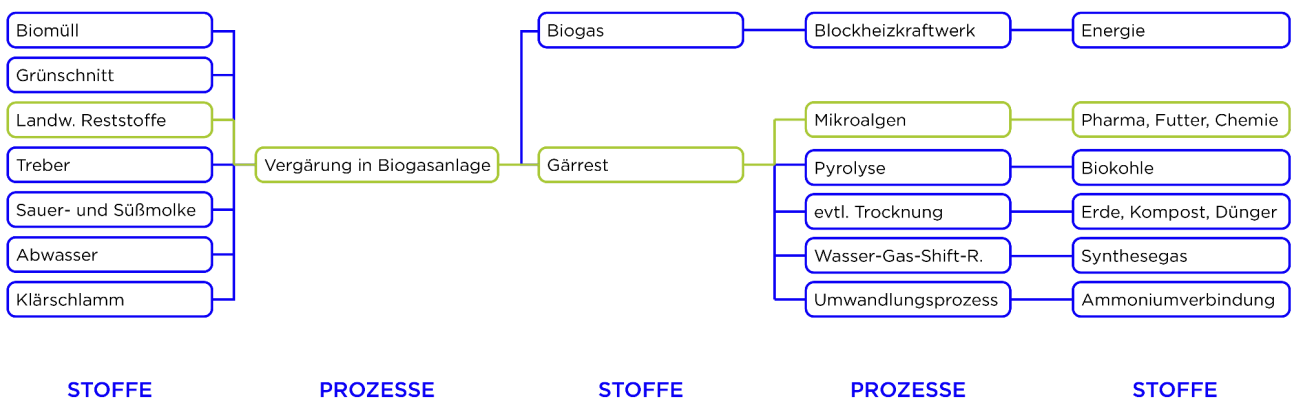 Biomüll
Grünschnitt
Landw. Reststoffe
Treber
Sauer- und Süßmolke
Abwasser
Klärschlamm
Vergärung in Biogasanlage
Biogas
Gärrest
Blockheizkraftwerk
Mikroalgen
Pyrolyse
evtl. Trocknung
Wasser-Gas-Shift-R.
Umwandlungsprozess
Energie
Pharma, Futter, Chemie
Biokohle
Erde, Kompost, Dünger
Synthesegas
Ammoniumverbindung
STOFFE
PROZESSE
STOFFE
PROZESSE
STOFFE